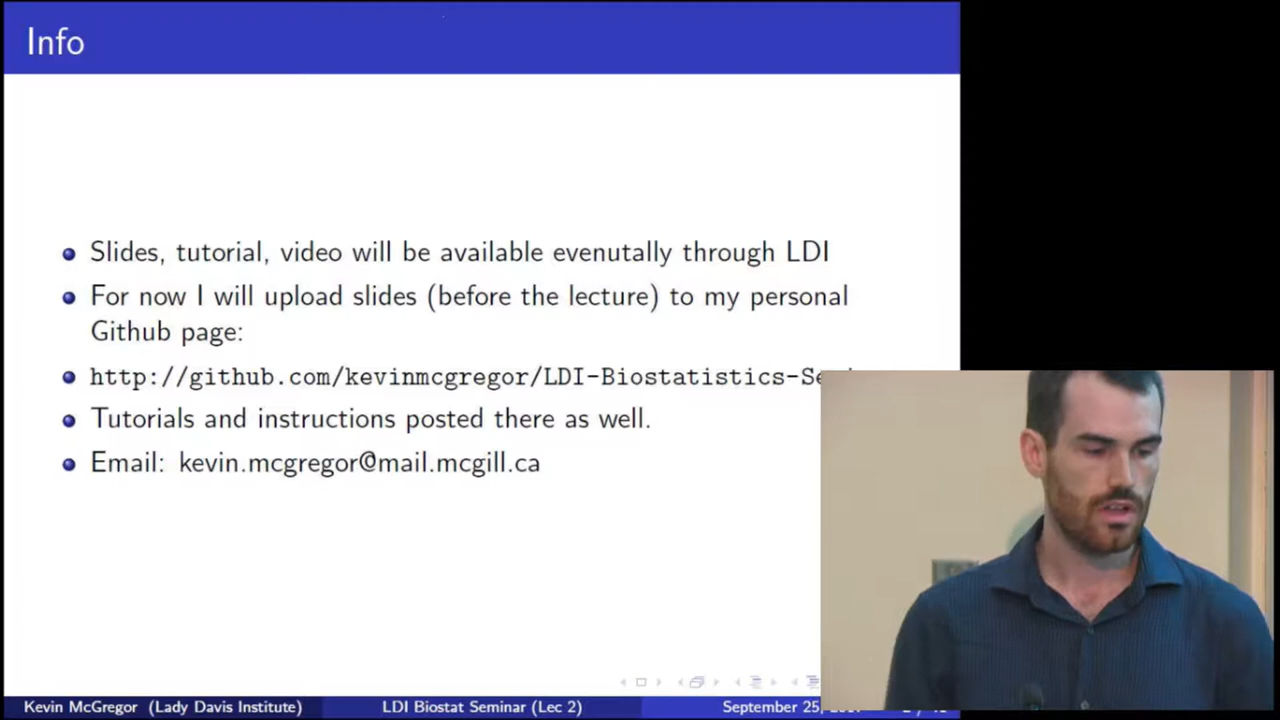 Info
Slides, tutorial, video will be available evenutally through LDI
For now I will upload slides (before the lecture) to my personal
Github page:
http://github.com/kevinmcgregor/LDI-Biostatistics-Se
Tutorials and instructions posted there as well.
Email: kevin.mcgregor@mail.mcgill.ca
Kevin McGregor (Lady Davis Institute) LDI Biostat Seminar (Lec 2) September 25,